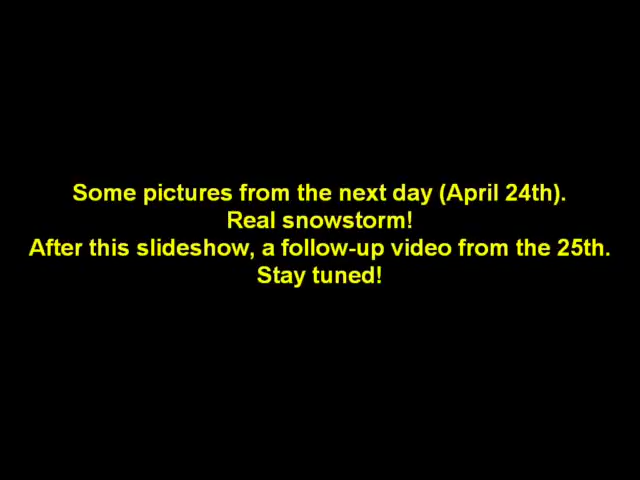 Some pictures from the next day (April 24th).
Real snowstorm!
After this slideshow, a follow-up video from the 25th.
Stay tuned!